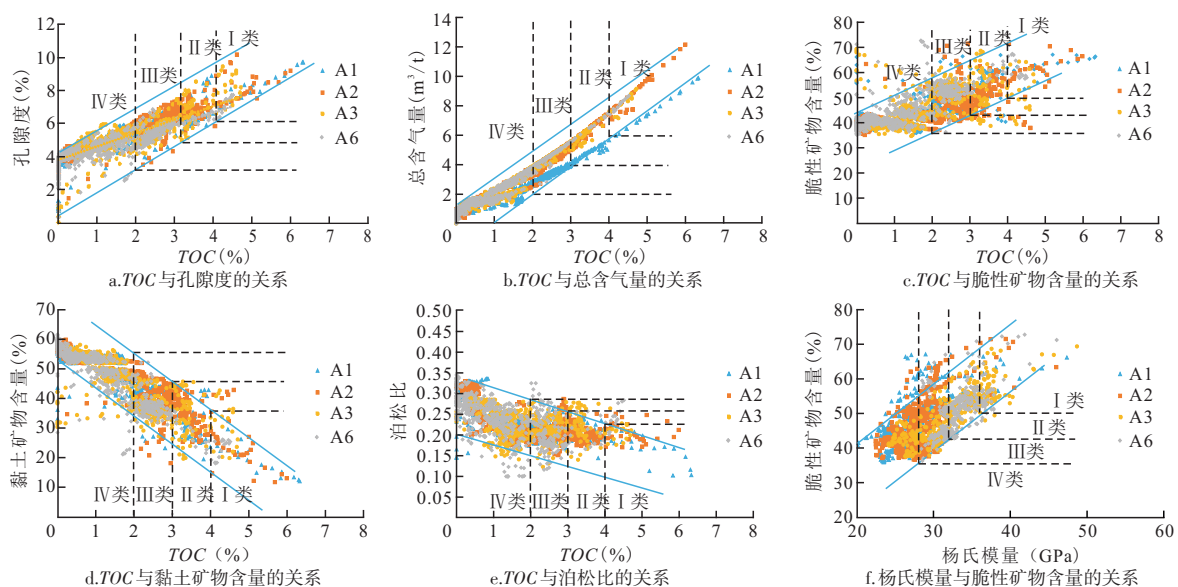 孔隙度(%)
12
10
8
6
4
2
0
1
2
3
4
5
6
7
8
Ⅳ类
Ⅲ类
Ⅱ类
Ⅰ类
A1
A2
A3
A6
TOC(%)
a.TOC与孔隙度的关系
总含气量(m³/t)
14
12
10
8
6
4
2
0
1
2
3
4
5
6
7
8
Ⅳ类
Ⅲ类
Ⅱ类
Ⅰ类
A1
A2
A3
A6
TOC(%)
b.TOC与总含气量的关系
脆性矿物含量(%)
80
70
60
50
40
30
20
10
0
1
2
3
4
5
6
7
8
Ⅳ类
Ⅲ类
Ⅱ类
Ⅰ类
A1
A2
A3
A6
TOC(%)
c.TOC与脆性矿物含量的关系
黏土矿物含量(%)
70
60
50
40
30
20
10
0
1
2
3
4
5
6
7
8
Ⅳ类
Ⅲ类
Ⅱ类
Ⅰ类
A1
A2
A3
A6
TOC(%)
d.TOC与黏土矿物含量的关系
泊松比
0.50
0.45
0.40
0.35
0.30
0.25
0.20
0.15
0.10
0.05
0
1
2
3
4
5
6
7
8
Ⅳ类
Ⅲ类
Ⅱ类
Ⅰ类
A1
A2
A3
A6
TOC(%)
e.TOC与泊松比的关系
脆性矿物含量(%)
80
70
60
50
40
30
20
20
30
40
50
60
Ⅰ类
Ⅱ类
Ⅲ类
Ⅳ类
A1
A2
A3
A6
杨氏模量(GPa)
f.杨氏模量与脆性矿物含量的关系